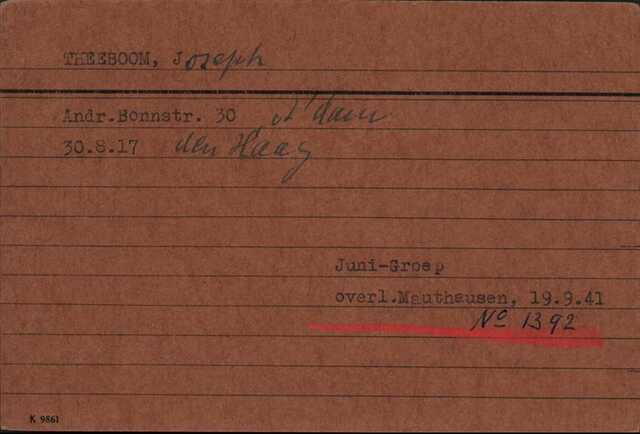 THEEBOOM, Joseph
Andr.Bonnstr. 30 A'dam
30.8.17 den Haag
Juni-Groep
overl.Mauthausen, 19.9.41
No 1392
K 9861